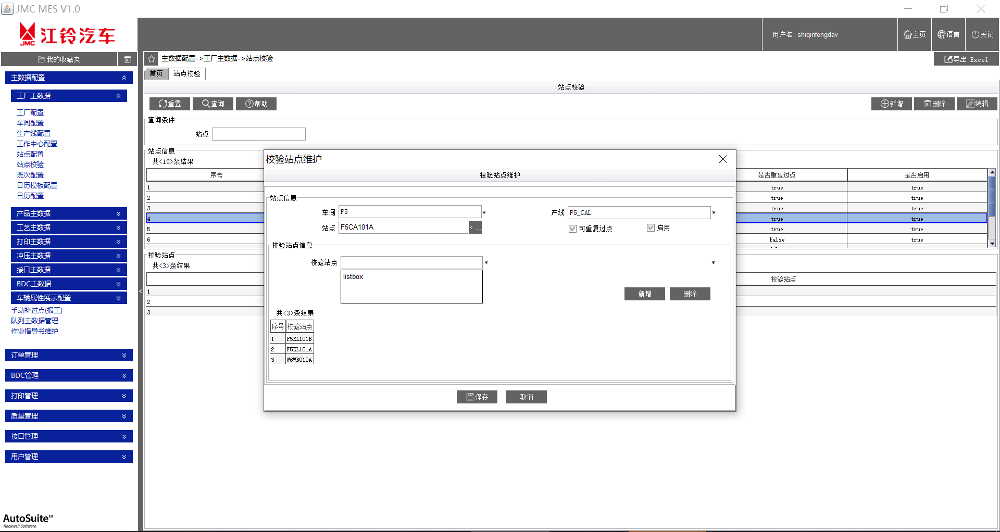 JMC MES V1.0
JMC 江铃汽车
用户名: shiqinfengdev
主页
语言
关闭
我的收藏夹
主数据配置->工厂主数据->站点校验
导出 Excel
首页
站点校验
站点校验
重置
查询
帮助
新增
删除
编辑
查询条件
站点
主数据配置
工厂主数据
工厂配置
车间配置
生产线配置
工作中心配置
站点配置
站点校验
班次配置
日历模板配置
日历配置
产品主数据
工艺主数据
打印主数据
冲压主数据
接口主数据
BDC主数据
车辆属性展示配置
手动补过点(报工)
队列主数据管理
作业指导书维护
订单管理
BDC管理
打印管理
质量管理
接口管理
用户管理
AutoSuite™
Rockwell Software
站点信息
共<10>条结果
序号 是否重复过点 是否启用
1 true true
2 true true
3 true true
4 true true
5 true true
6 false true
校验站点
共<3>条结果
校验站点
1
2
3
<
校验站点维护
校验站点维护
站点信息
车间 F5 *
产线 F5_CAL *
站点 F5CA101A ...
可重复过点
启用
校验站点信息
校验站点 * *
listbox
新增
删除
共<3>条结果
序号 校验站点
1 F5EL101B
2 F5EL101A
3 W6WB010A
保存
取消